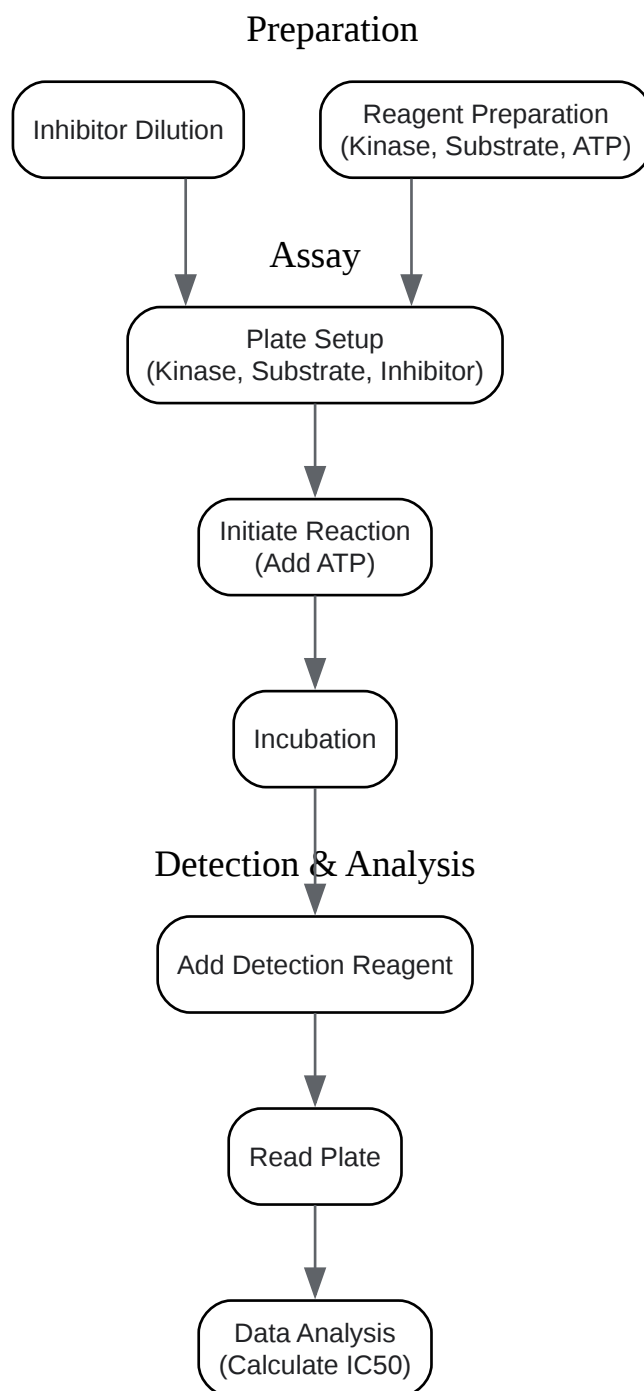 Preparation
Inhibitor Dilution
Reagent Preparation
(Kinase, Substrate, ATP)
Assay
Plate Setup
(Kinase, Substrate, Inhibitor)
Initiate Reaction
(Add ATP)
Incubation
Detection & Analysis
Add Detection Reagent
Read Plate
Data Analysis
(Calculate IC50)